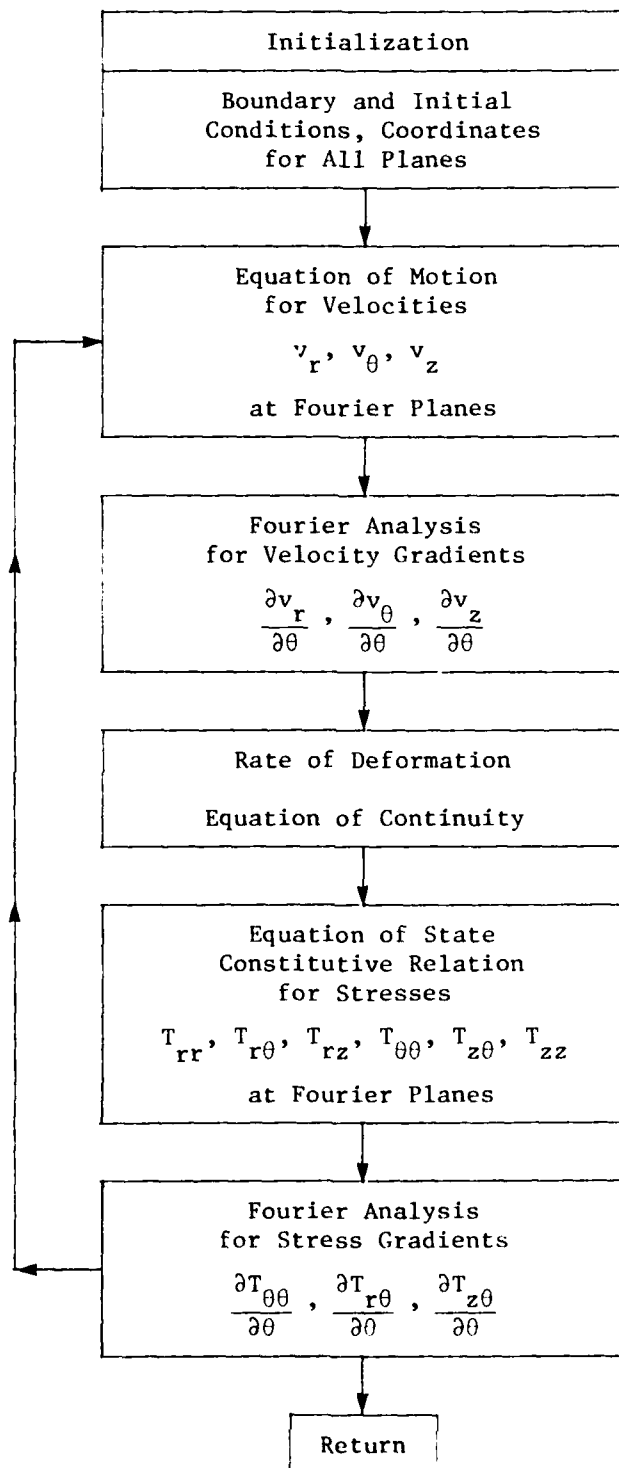 Initialization
Boundary and Initial
Conditions, Coordinates
for All Planes
Equation of Motion
for Velocities
v_r, v_θ, v_z
at Fourier Planes
Fourier Analysis
for Velocity Gradients
∂v_r/∂θ , ∂v_θ/∂θ , ∂v_z/∂θ
Rate of Deformation
Equation of Continuity
Equation of State
Constitutive Relation
for Stresses
T_rr, T_rθ, T_rz, T_θθ, T_zθ, T_zz
at Fourier Planes
Fourier Analysis
for Stress Gradients
∂T_θθ/∂θ , ∂T_rθ/∂θ , ∂T_zθ/∂θ
Return